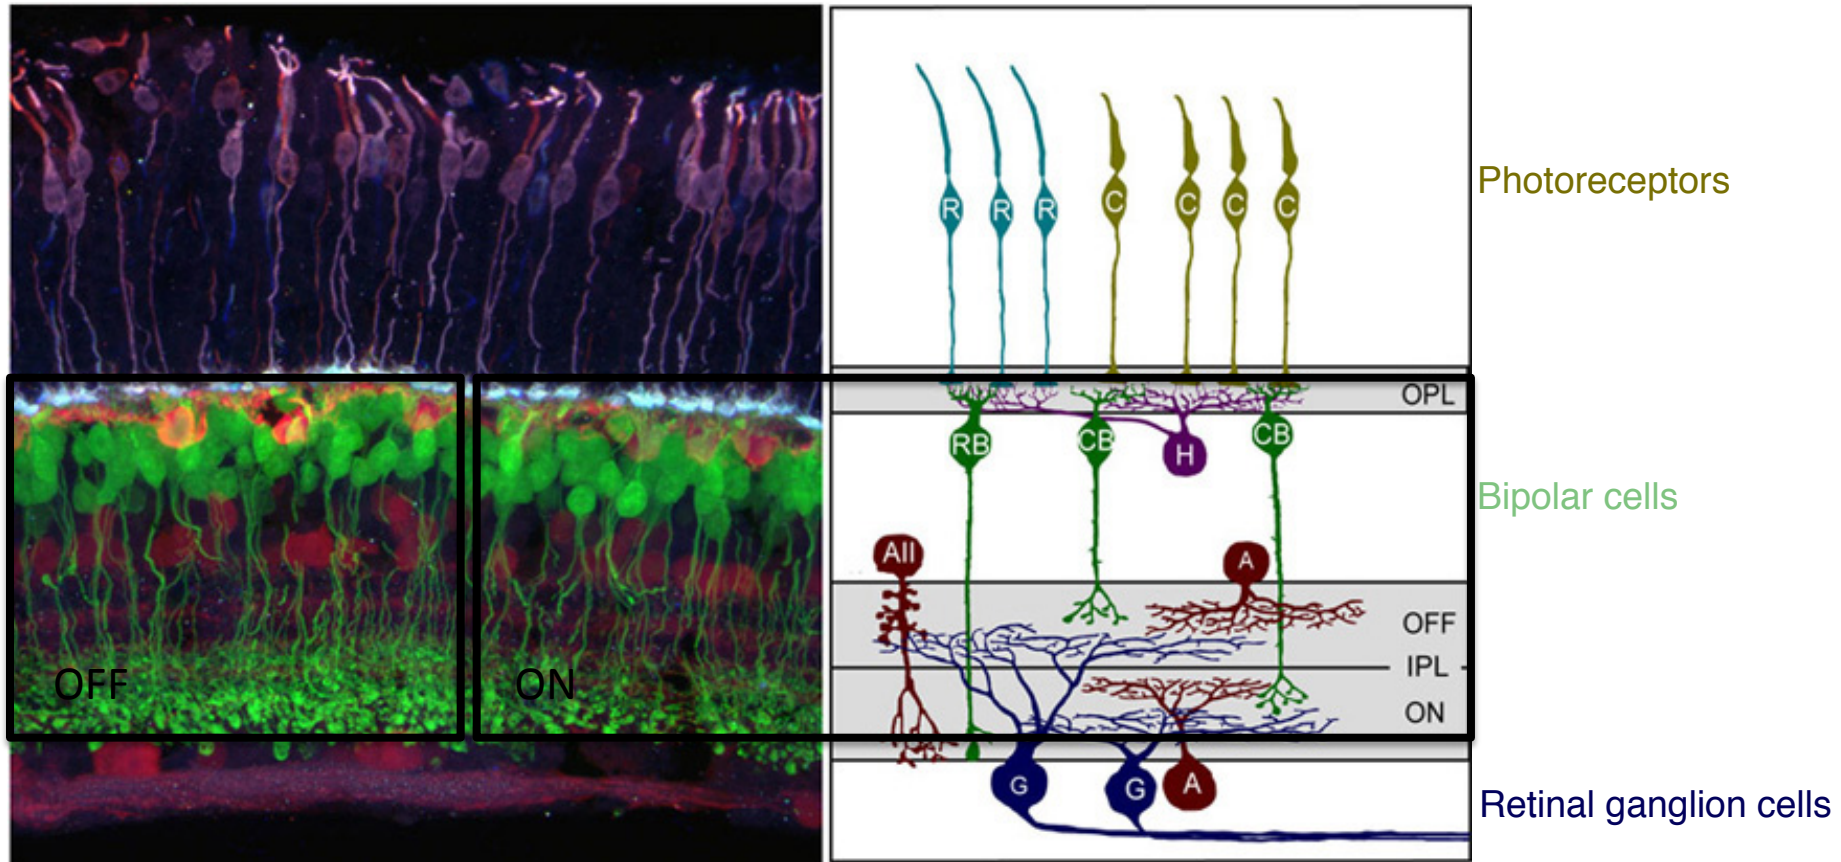 R R R C C C C
Photoreceptors
OPL
RB CB H CB
Bipolar cells
AII A
OFF
IPL
OFF ON
ON
G G A
Retinal ganglion cells